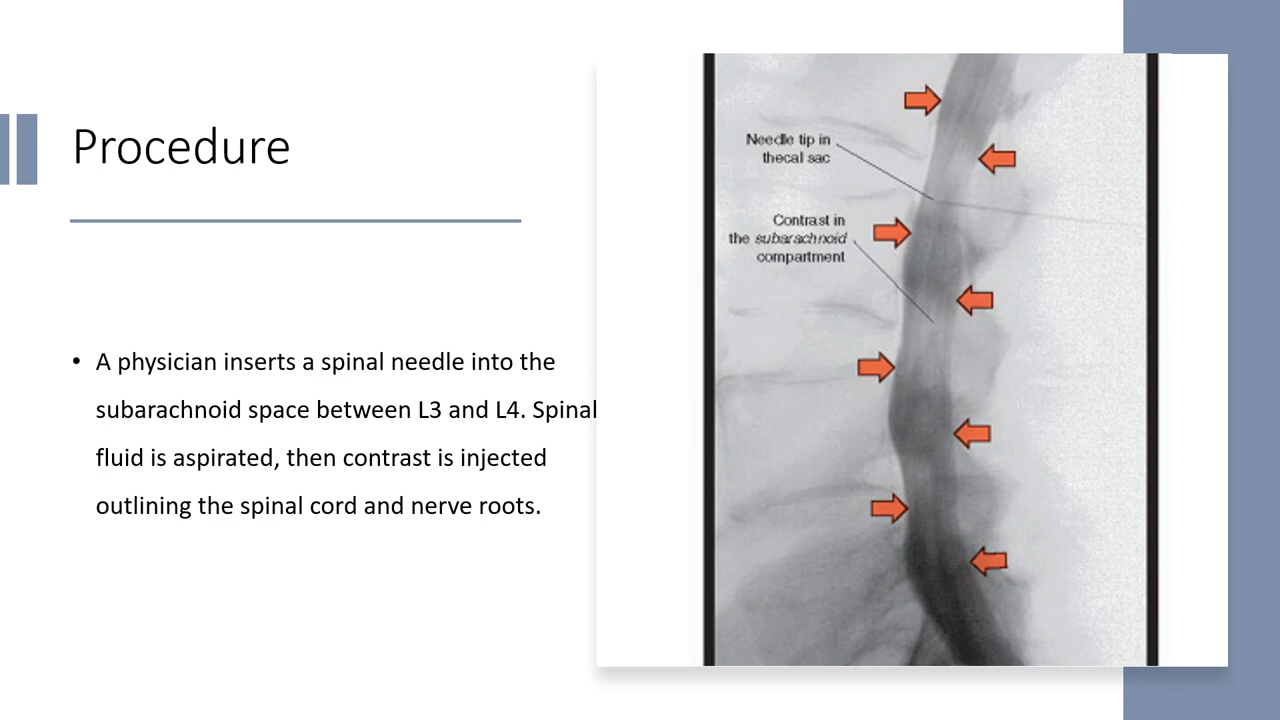 Procedure
• A physician inserts a spinal needle into the
subarachnoid space between L3 and L4. Spinal
fluid is aspirated, then contrast is injected
outlining the spinal cord and nerve roots.
Needle tip in
thecal sac
Contrast in
the subarachnoid
compartment